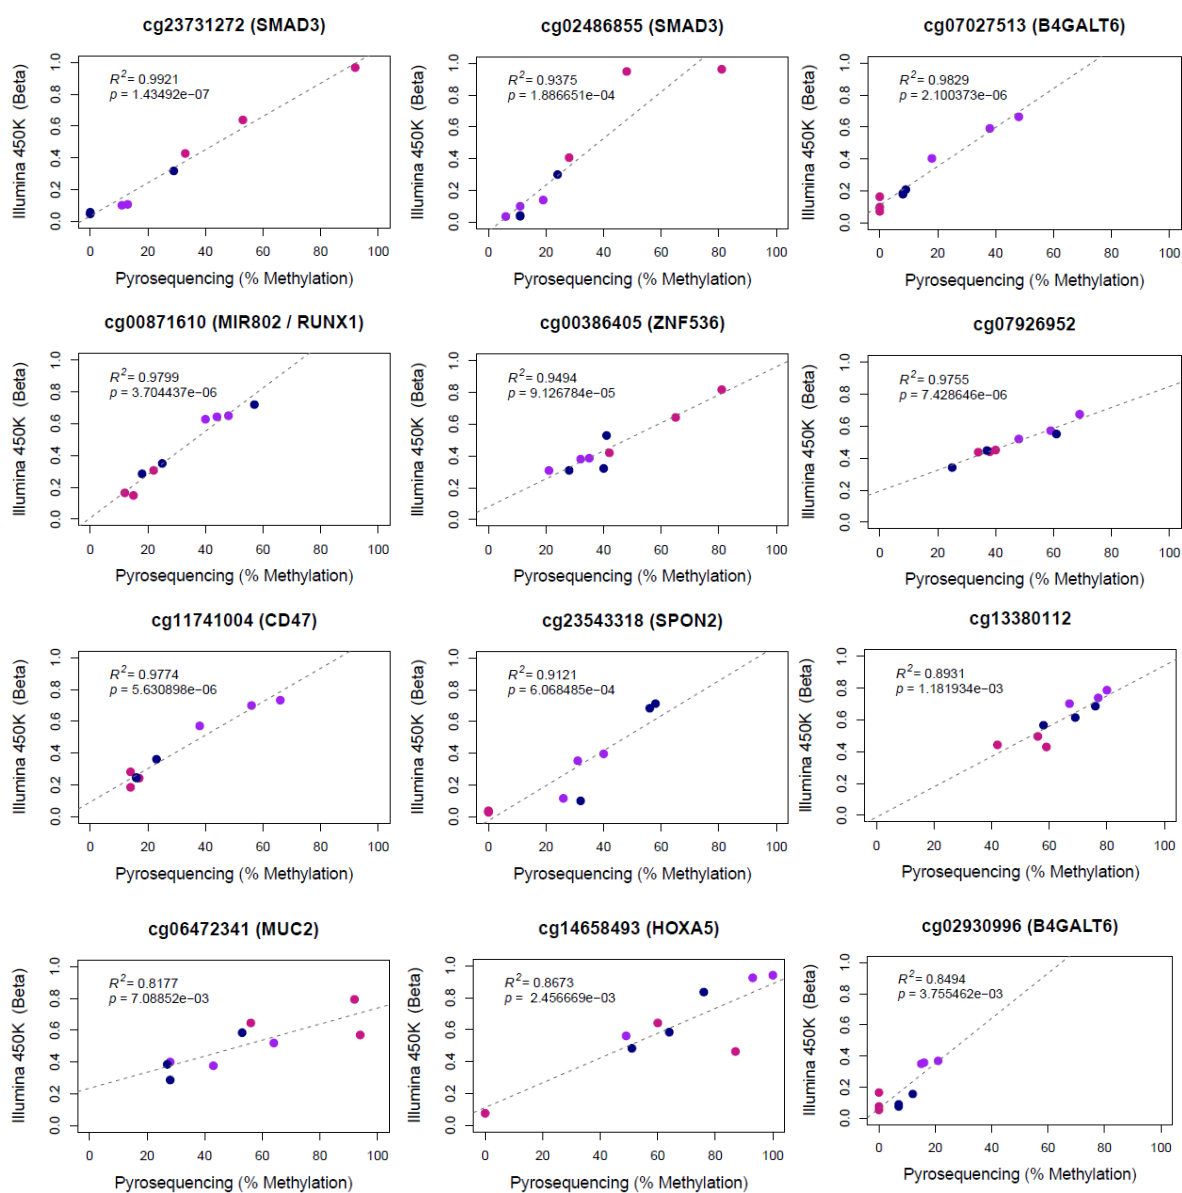 cg23731272 (SMAD3)
R²= 0.9921
p = 1.43492e-07
Illumina 450K (Beta)
0.0 0.2 0.4 0.6 0.8 1.0
0 20 40 60 80 100
Pyrosequencing (% Methylation)
cg02486855 (SMAD3)
R²= 0.9375
p = 1.886651e-04
Illumina 450K (Beta)
0.0 0.2 0.4 0.6 0.8 1.0
0 20 40 60 80 100
Pyrosequencing (% Methylation)
cg07027513 (B4GALT6)
R²= 0.9829
p = 2.100373e-06
Illumina 450K (Beta)
0.0 0.2 0.4 0.6 0.8 1.0
0 20 40 60 80 100
Pyrosequencing (% Methylation)
cg00871610 (MIR802 / RUNX1)
R²= 0.9799
p = 3.704437e-06
Illumina 450K (Beta)
0.0 0.2 0.4 0.6 0.8 1.0
0 20 40 60 80 100
Pyrosequencing (% Methylation)
cg00386405 (ZNF536)
R²= 0.9494
p = 9.126784e-05
Illumina 450K (Beta)
0.0 0.2 0.4 0.6 0.8 1.0
0 20 40 60 80 100
Pyrosequencing (% Methylation)
cg07926952
R²= 0.9755
p = 7.428646e-06
Illumina 450K (Beta)
0.0 0.2 0.4 0.6 0.8 1.0
0 20 40 60 80 100
Pyrosequencing (% Methylation)
cg11741004 (CD47)
R²= 0.9774
p = 5.630898e-06
Illumina 450K (Beta)
0.0 0.2 0.4 0.6 0.8 1.0
0 20 40 60 80 100
Pyrosequencing (% Methylation)
cg23543318 (SPON2)
R²= 0.9121
p = 6.068485e-04
Illumina 450K (Beta)
0.0 0.2 0.4 0.6 0.8 1.0
0 20 40 60 80 100
Pyrosequencing (% Methylation)
cg13380112
R²= 0.8931
p = 1.181934e-03
Illumina 450K (Beta)
0.0 0.2 0.4 0.6 0.8 1.0
0 20 40 60 80 100
Pyrosequencing (% Methylation)
cg06472341 (MUC2)
R²= 0.8177
p = 7.08852e-03
Illumina 450K (Beta)
0.0 0.2 0.4 0.6 0.8 1.0
0 20 40 60 80 100
Pyrosequencing (% Methylation)
cg14658493 (HOXA5)
R²= 0.8673
p = 2.456669e-03
Illumina 450K (Beta)
0.0 0.2 0.4 0.6 0.8 1.0
0 20 40 60 80 100
Pyrosequencing (% Methylation)
cg02930996 (B4GALT6)
R²= 0.8494
p = 3.755462e-03
Illumina 450K (Beta)
0.0 0.2 0.4 0.6 0.8 1.0
0 20 40 60 80 100
Pyrosequencing (% Methylation)